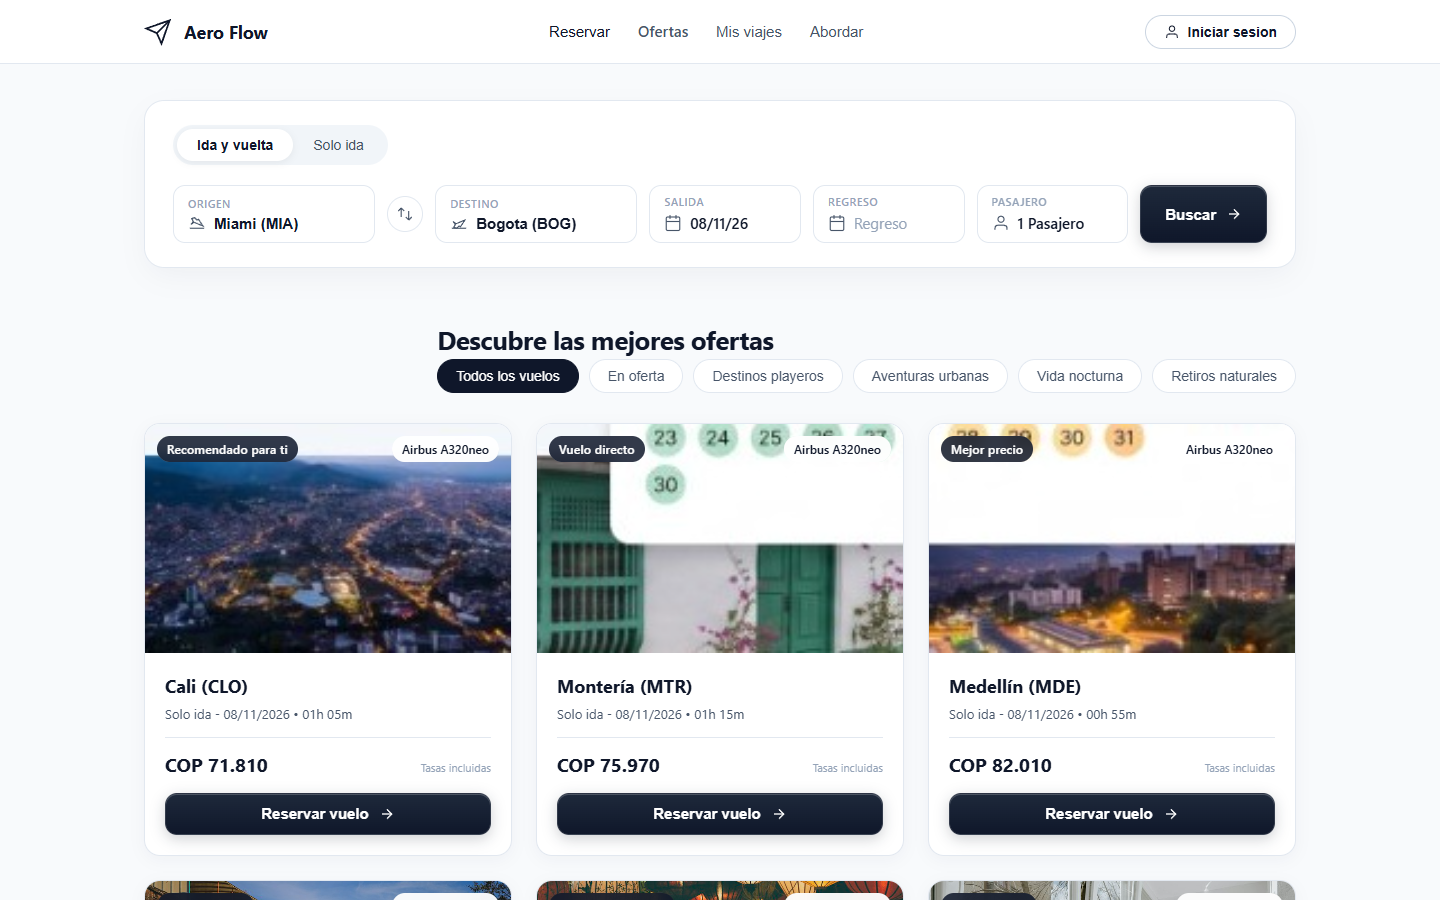 Aero Flow
Reservar
Ofertas
Mis viajes
Abordar
Iniciar sesion
Ida y vuelta
Solo ida
ORIGEN
Miami (MIA)
DESTINO
Bogota (BOG)
SALIDA
08/11/26
REGRESO
Regreso
PASAJERO
1 Pasajero
Buscar
Descubre las mejores ofertas
Todos los vuelos
En oferta
Destinos playeros
Aventuras urbanas
Vida nocturna
Retiros naturales
Recomendado para ti
Airbus A320neo
Cali (CLO)
Solo ida - 08/11/2026 • 01h 05m
COP 71.810
Tasas incluidas
Reservar vuelo
Vuelo directo
Airbus A320neo
23 24 25 26 27
30
Montería (MTR)
Solo ida - 08/11/2026 • 01h 15m
COP 75.970
Tasas incluidas
Reservar vuelo
Mejor precio
Airbus A320neo
28 29 30 31
Medellín (MDE)
Solo ida - 08/11/2026 • 00h 55m
COP 82.010
Tasas incluidas
Reservar vuelo